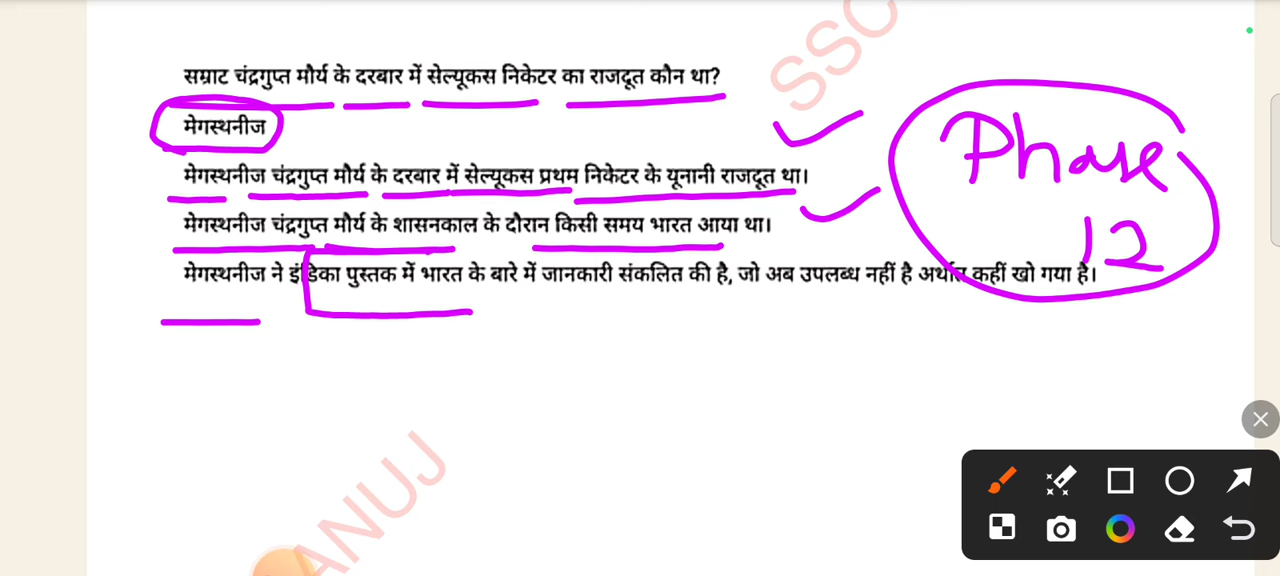 सम्राट चंद्रगुप्त मौर्य के दरबार में सेल्यूकस निकेटर का राजदूत कौन था?
मेगस्थनीज
मेगस्थनीज चंद्रगुप्त मौर्य के दरबार में सेल्यूकस प्रथम निकेटर के यूनानी राजदूत था।
मेगस्थनीज चंद्रगुप्त मौर्य के शासनकाल के दौरान किसी समय भारत आया था।
मेगस्थनीज ने इंडिका पुस्तक में भारत के बारे में जानकारी संकलित की है, जो अब उपलब्ध नहीं है अर्थात कहीं खो गया है।
Phase
12
SSC
ANUJ